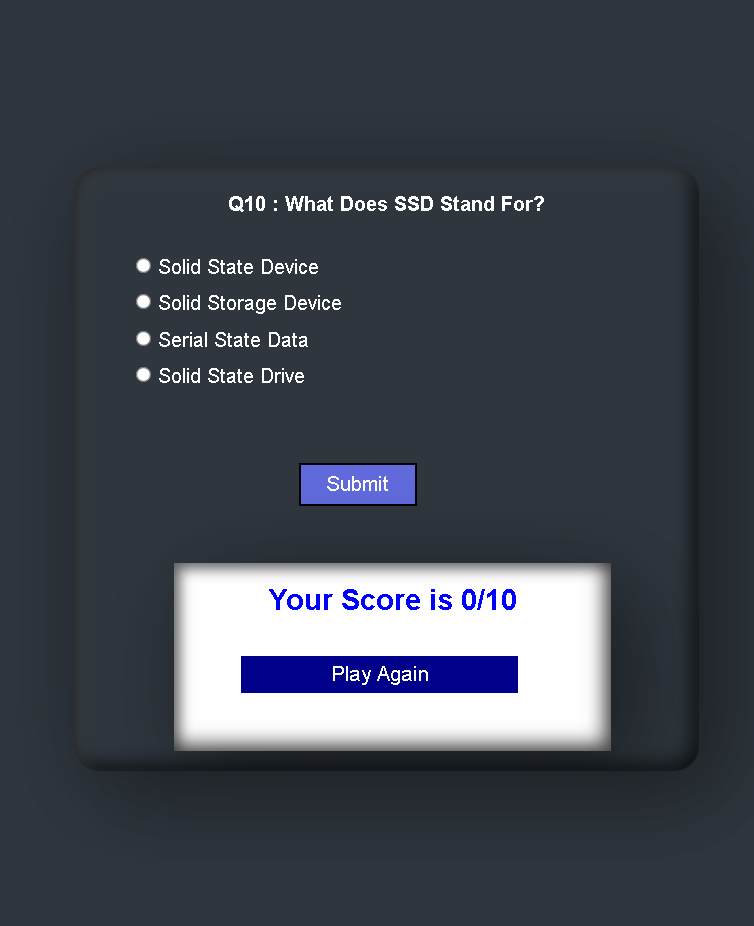 Q10 : What Does SSD Stand For?
Solid State Device
Solid Storage Device
Serial State Data
Solid State Drive
Submit
Your Score is 0/10
Play Again